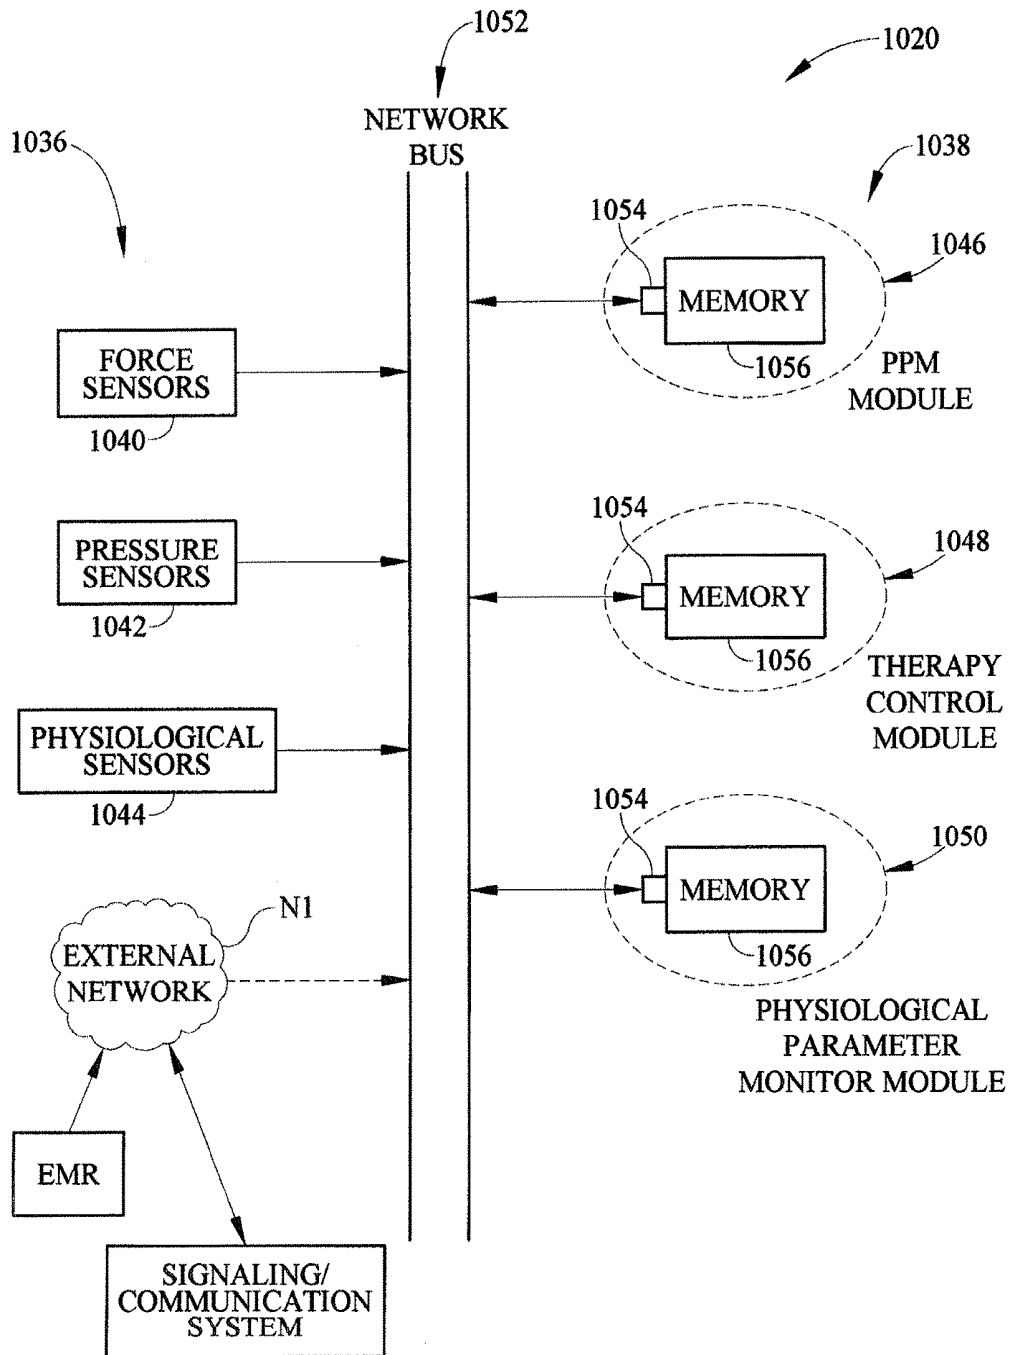 1052
1020
NETWORK
BUS
1036
1038
1054
1046
MEMORY
1056
PPM
MODULE
FORCE
SENSORS
1040
1054
1048
PRESSURE
SENSORS
1042
MEMORY
1056
THERAPY
CONTROL
MODULE
PHYSIOLOGICAL
SENSORS
1044
1054
1050
MEMORY
1056
N1
EXTERNAL
NETWORK
PHYSIOLOGICAL
PARAMETER
MONITOR MODULE
EMR
SIGNALING/
COMMUNICATION
SYSTEM